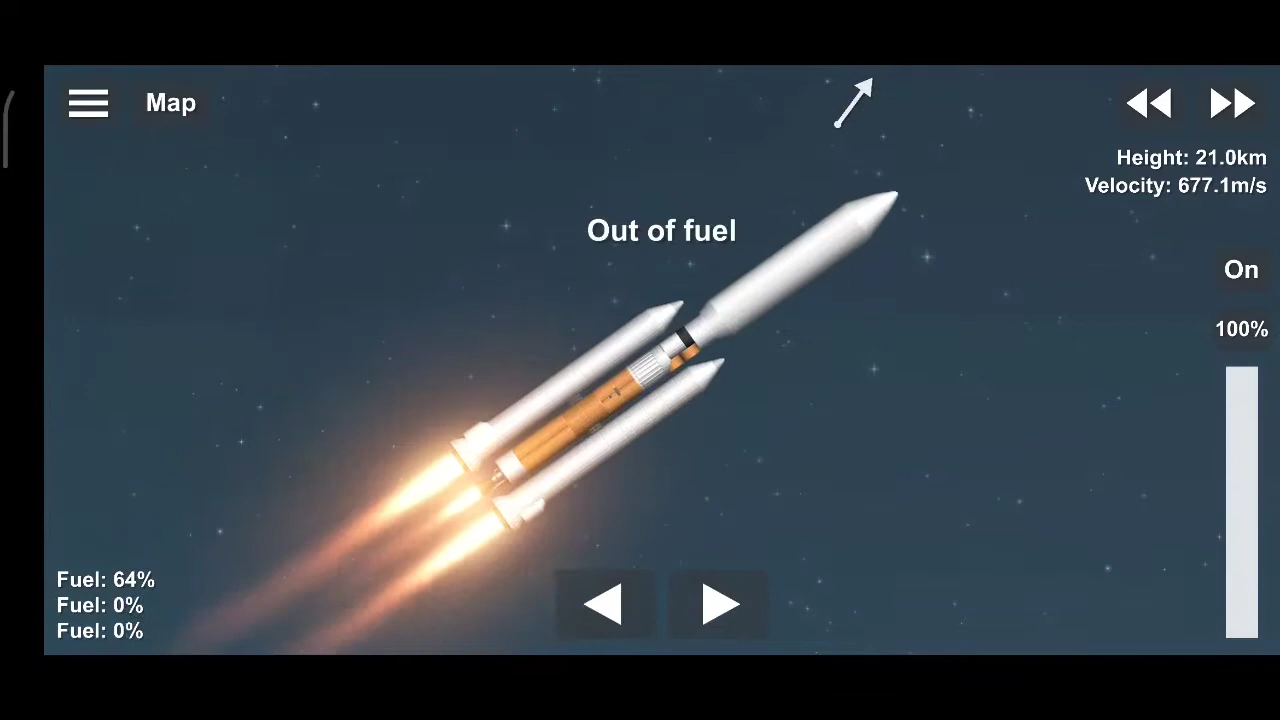 Map
Height: 21.0km
Velocity: 677.1m/s
Out of fuel
On
100%
Fuel: 64%
Fuel: 0%
Fuel: 0%